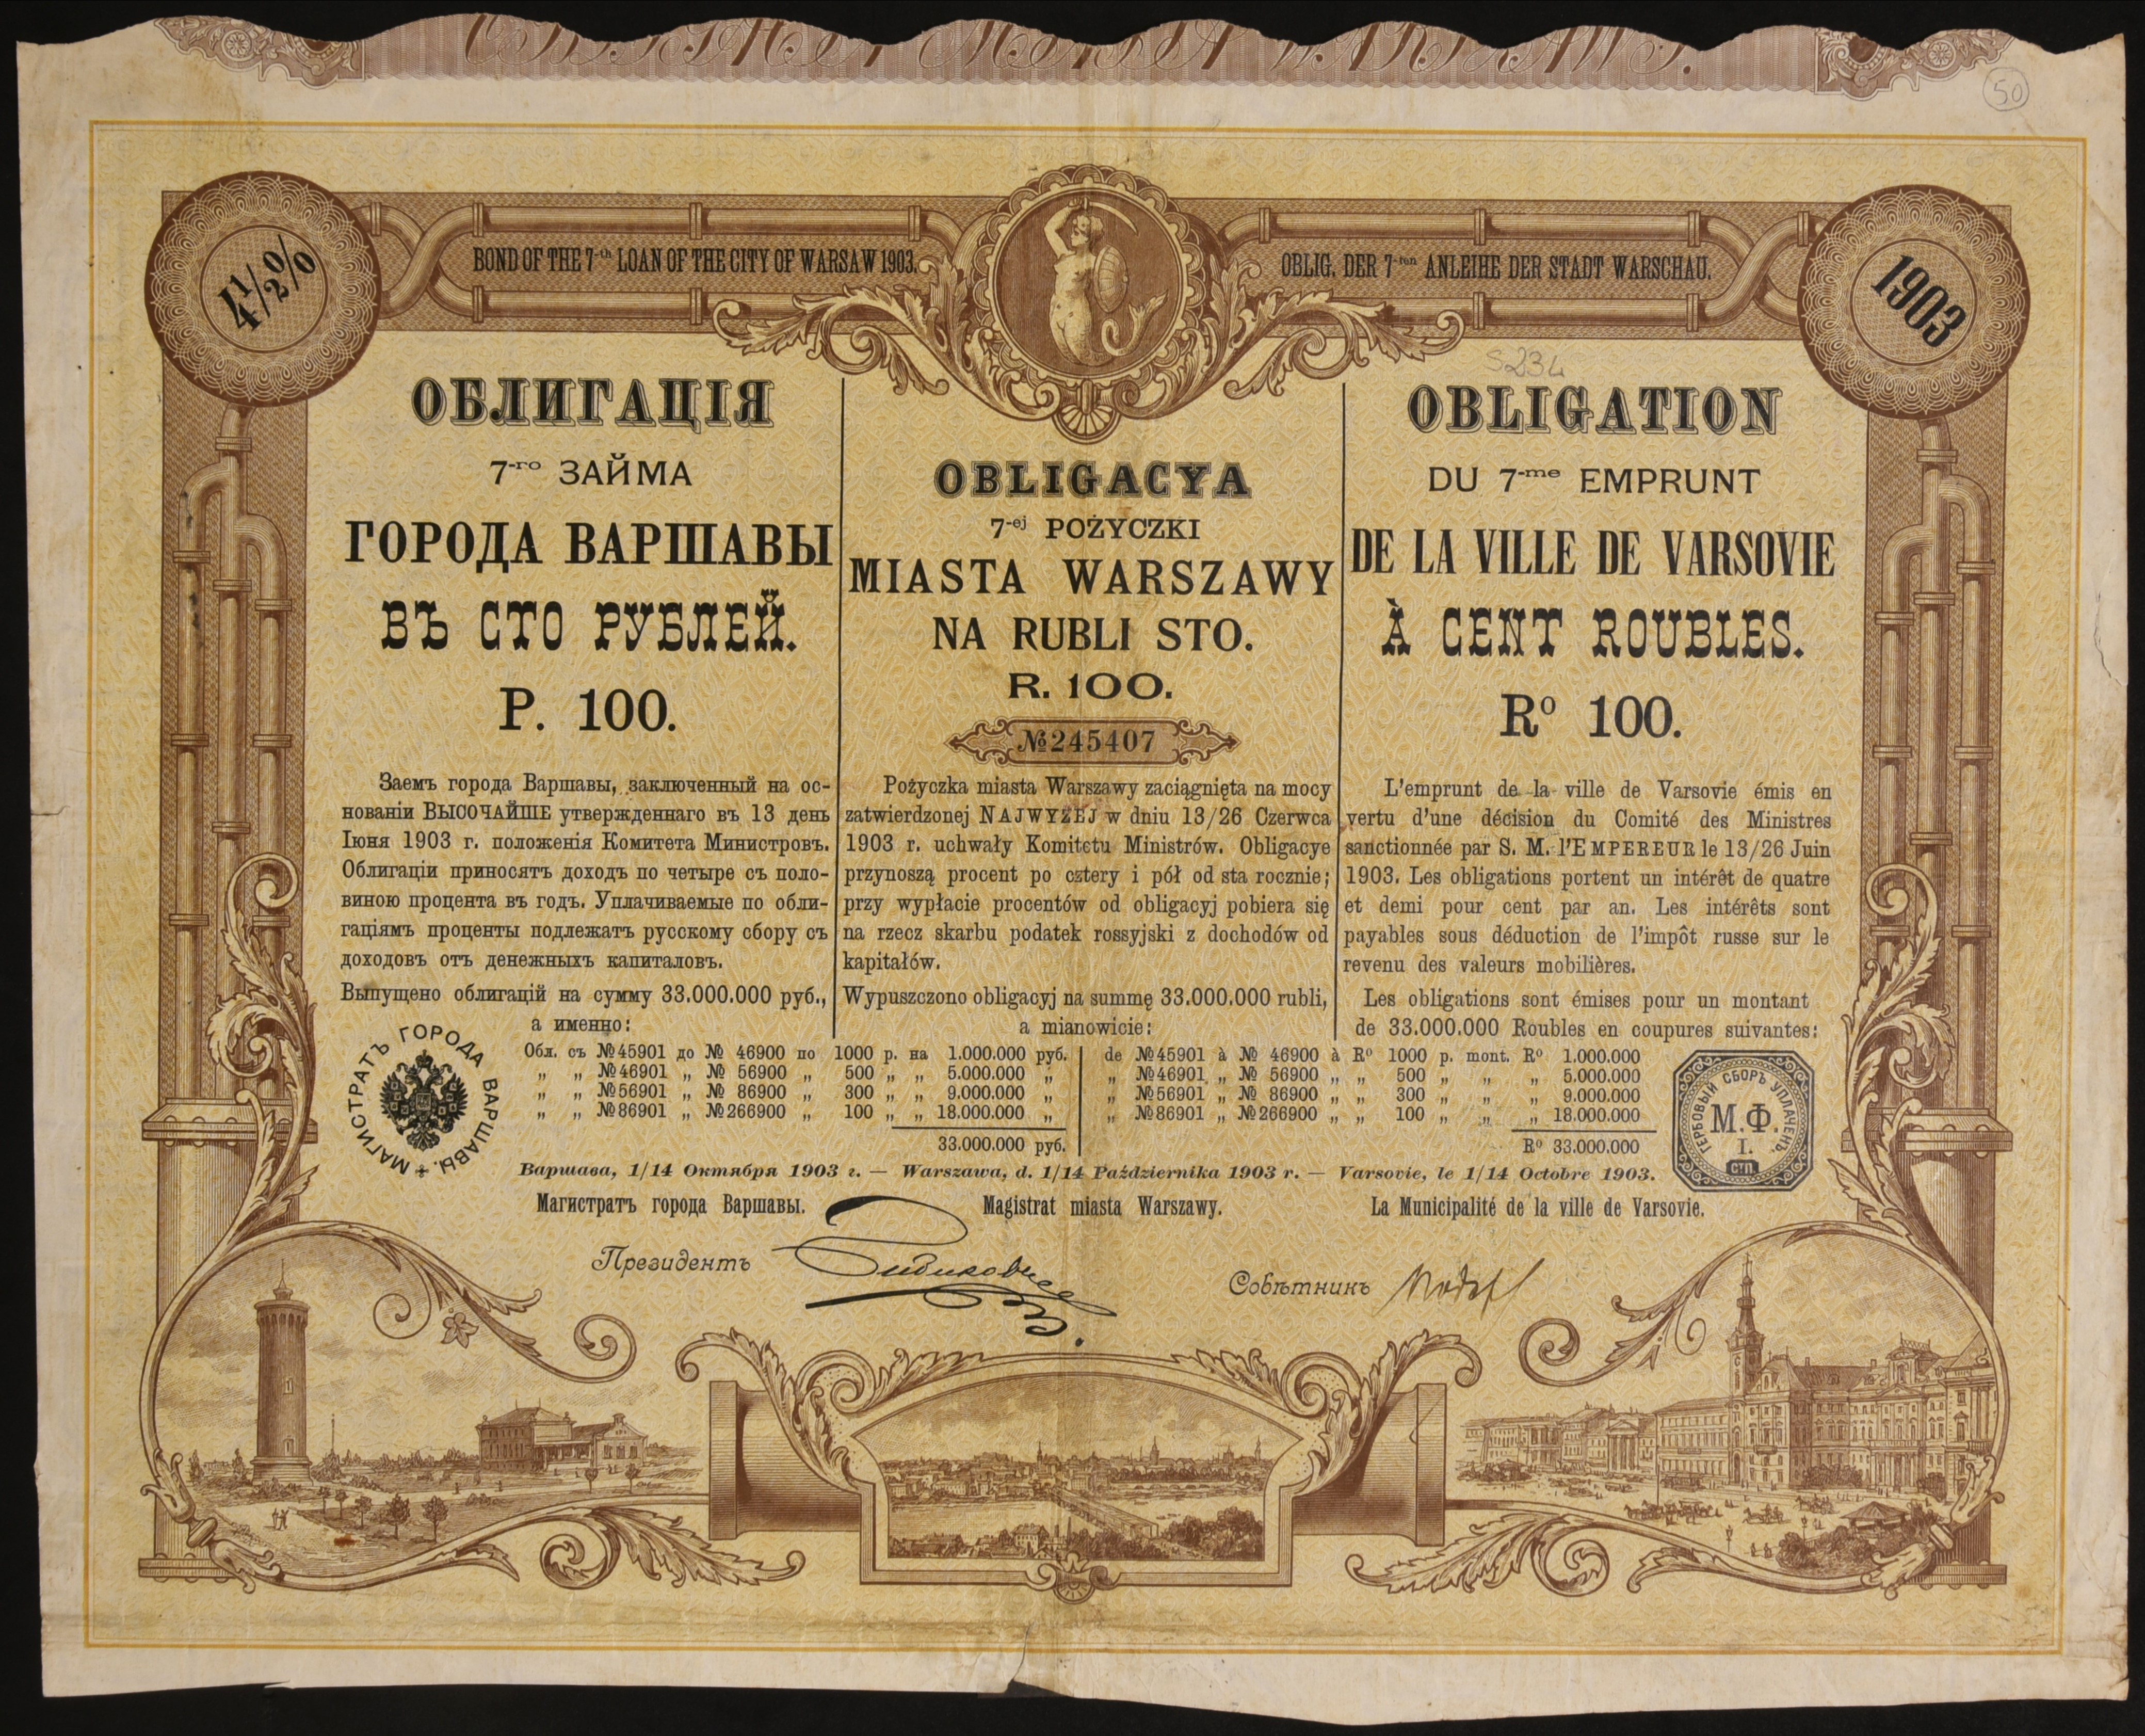 50
4½%
BOND OF THE 7-th LOAN OF THE CITY OF WARSAW 1903.
OBLIG. DER 7-ten ANLEIHE DER STADT WARSCHAU.
1903
S234
ОБЛИГАЦІЯ
7-го ЗАЙМА
ГОРОДА ВАРШАВЫ
ВЪ СТО РУБЛЕЙ.
Р. 100.
Заемъ города Варшавы, заключенный на ос-
нованіи ВЫСОЧАЙШЕ утвержденнаго въ 13 день
Іюня 1903 г. положенія Комитета Министровъ.
Облигаціи приносятъ доходъ по четыре съ поло-
виною процента въ годъ. Уплачиваемые по обли-
гаціямъ проценты подлежатъ русскому сбору съ
доходовъ отъ денежныхъ капиталовъ.
Выпущено облигацій на сумму 33.000.000 руб.,
а именно:
OBLIGACYA
7-ej POŻYCZKI
MIASTA WARSZAWY
NA RUBLI STO.
R. 100.
№245407
Pożyczka miasta Warszawy zaciągnięta na mocy
zatwierdzonej NAJWYŻEJ w dniu 13/26 Czerwca
1903 r. uchwały Komitetu Ministrów. Obligacye
przynoszą procent po cztery i pół od sta rocznie;
przy wypłacie procentów od obligacyj pobiera się
na rzecz skarbu podatek rossyjski z dochodów od
kapitałów.
Wypuszczono obligacyj na summę 33.000.000 rubli,
a mianowicie:
OBLIGATION
DU 7-me EMPRUNT
DE LA VILLE DE VARSOVIE
À CENT ROUBLES.
Rº 100.
L'emprunt de la ville de Varsovie émis en
vertu d'une décision du Comité des Ministres
sanctionnée par S. M. l'EMPEREUR le 13/26 Juin
1903. Les obligations portent un intérêt de quatre
et demi pour cent par an. Les intérêts sont
payables sous déduction de l'impôt russe sur le
revenu des valeurs mobilières.
Les obligations sont émises pour un montant
de 33.000.000 Roubles en coupures suivantes:
МАГИСТРАТЪ ГОРОДА ВАРШАВЫ.
Обл. съ №45901 до № 46900 по 1000 р. на 1.000.000 руб.
„ „ №46901 „ № 56900 „ 500 „ „ 5.000.000 „
„ „ №56901 „ № 86900 „ 300 „ „ 9.000.000 „
„ „ №86901 „ №266900 „ 100 „ „ 18.000.000 „
33.000.000 руб.
de №45901 à № 46900 à Rº 1000 p. mont. Rº 1.000.000
„ №46901 „ № 56900 „ „ 500 „ „ „ 5.000.000
„ №56901 „ № 86900 „ „ 300 „ „ „ 9.000.000
„ №86901 „ №266900 „ „ 100 „ „ „ 18.000.000
Rº 33.000.000
ГЕРБОВЫЙ СБОРЪ УПЛАЧЕНЪ
М.Ф.
I.
СТП.
Варшава, 1/14 Октября 1903 г. — Warszawa, d. 1/14 Października 1903 r. — Varsovie, le 1/14 Octobre 1903.
Магистратъ города Варшавы.
Magistrat miasta Warszawy.
La Municipalité de la ville de Varsovie.
Президентъ
Совѣтникъ